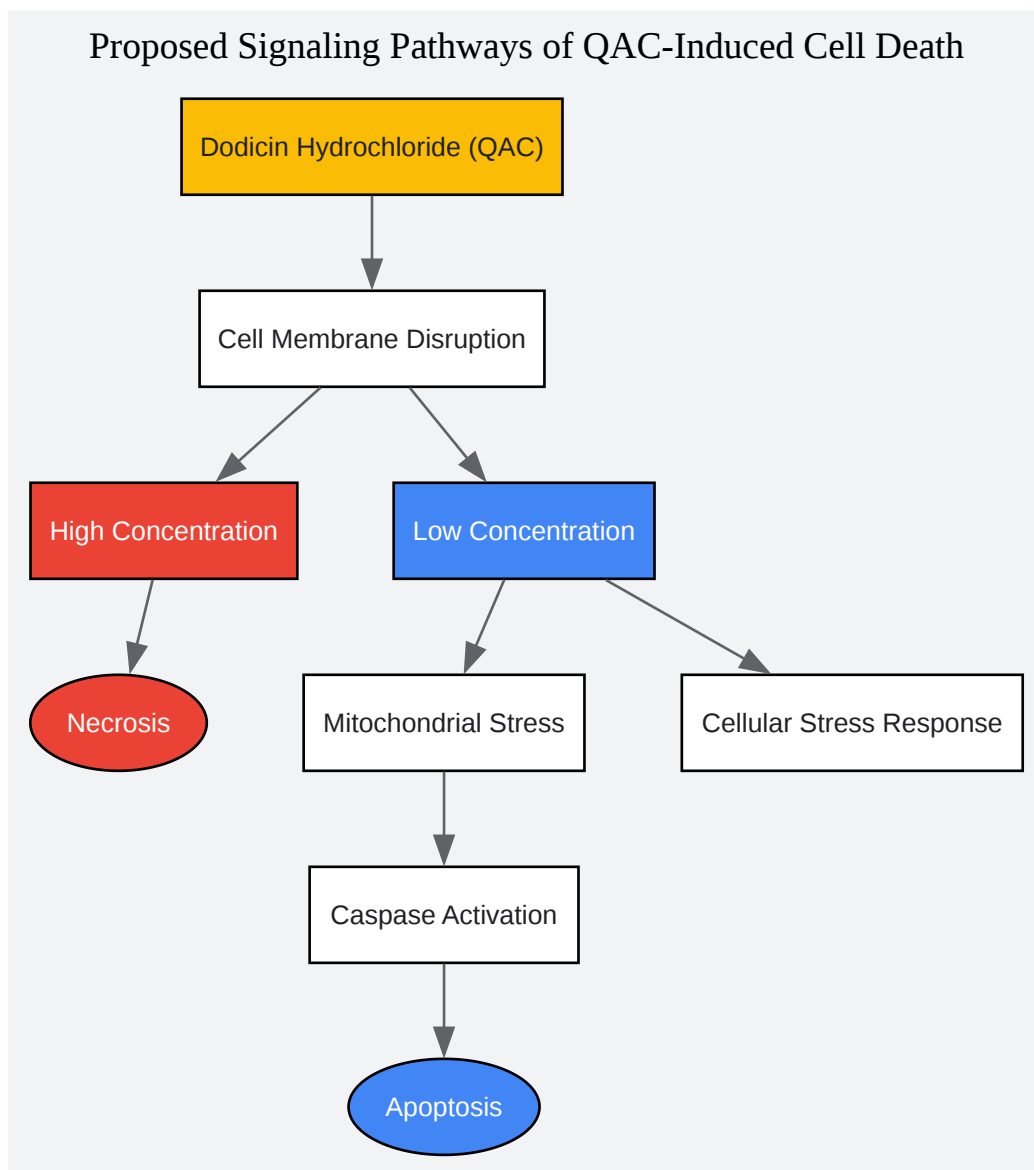 Proposed Signaling Pathways of QAC-Induced Cell Death
Dodicin Hydrochloride (QAC)
Cell Membrane Disruption
High Concentration
Low Concentration
Necrosis
Mitochondrial Stress
Cellular Stress Response
Caspase Activation
Apoptosis